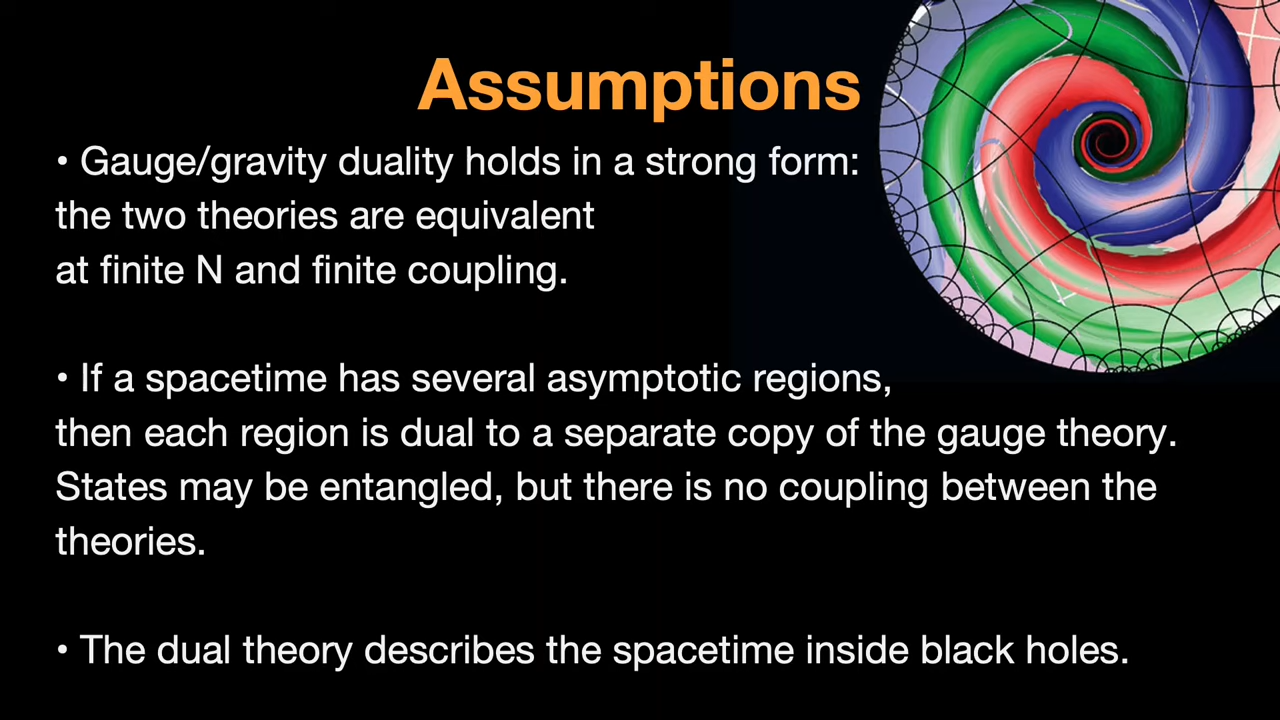 Assumptions
• Gauge/gravity duality holds in a strong form:
the two theories are equivalent
at finite N and finite coupling.
• If a spacetime has several asymptotic regions,
then each region is dual to a separate copy of the gauge theory.
States may be entangled, but there is no coupling between the
theories.
• The dual theory describes the spacetime inside black holes.